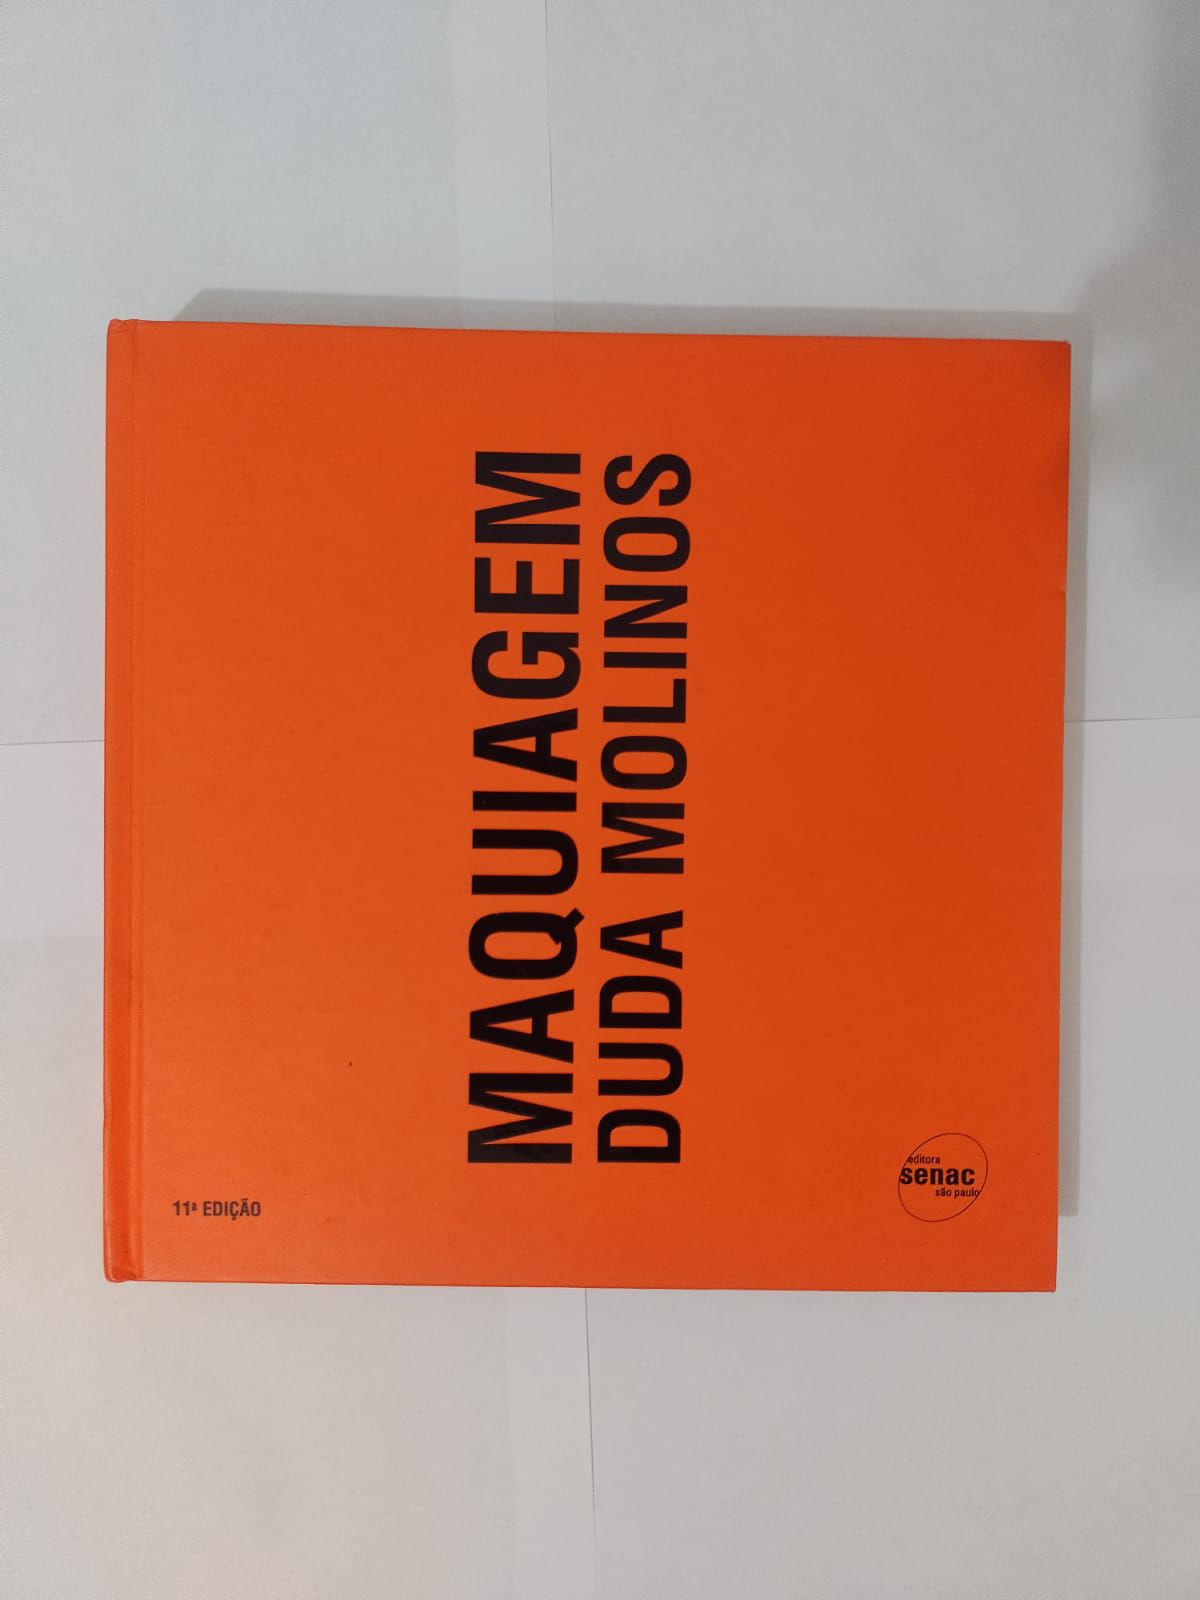 MAQUIAGEM
DUDA MOLINOS
11ª EDIÇÃO
editora
senac
são paulo